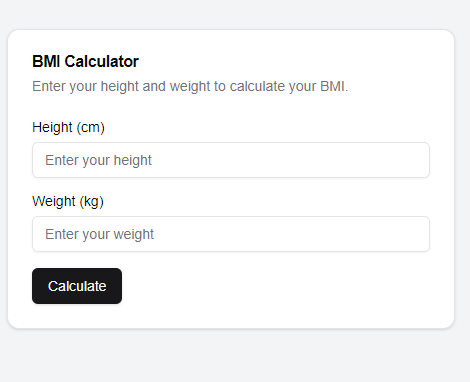 BMI Calculator
Enter your height and weight to calculate your BMI.
Height (cm)
Enter your height
Weight (kg)
Enter your weight
Calculate